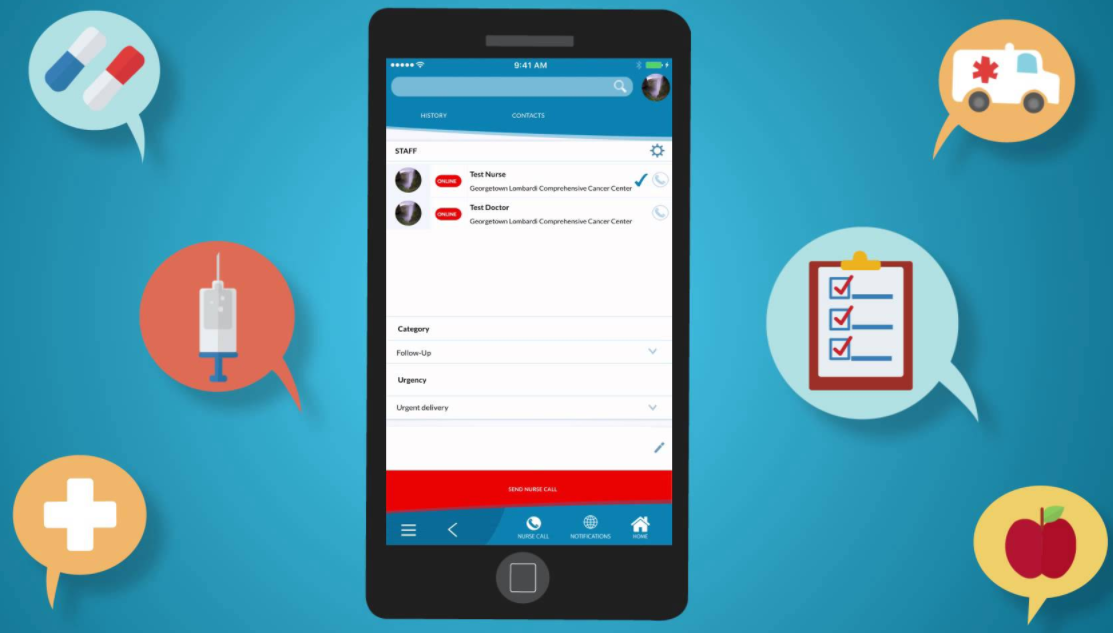 9:41 AM
HISTORY CONTACTS
STAFF
ONLINE Test Nurse
Georgetown Lombardi Comprehensive Cancer Center
ONLINE Test Doctor
Georgetown Lombardi Comprehensive Cancer Center
Category
Follow-Up
Urgency
Urgent delivery
SEND NURSE CALL
NURSE CALL NOTIFICATIONS HOME